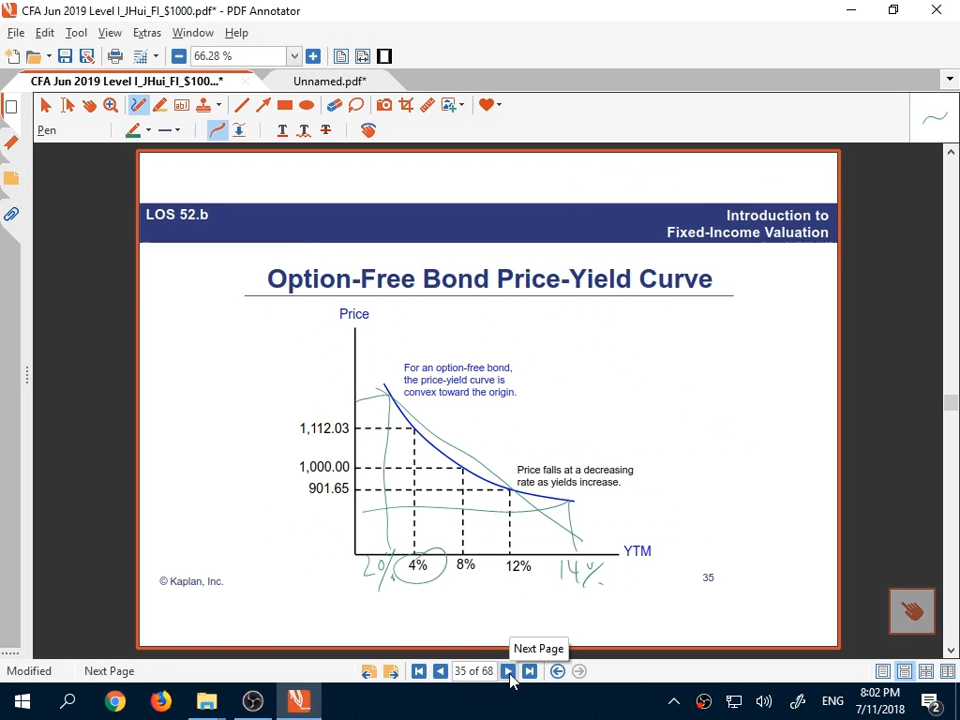 CFA Jun 2019 Level I_JHui_FI_$1000.pdf* - PDF Annotator
File Edit Tool View Extras Window Help
66.28 %
CFA Jun 2019 Level I_JHui_FI_$100...* Unnamed.pdf*
Pen
LOS 52.b
Introduction to
Fixed-Income Valuation
Option-Free Bond Price-Yield Curve
Price
For an option-free bond,
the price-yield curve is
convex toward the origin.
1,112.03
1,000.00
901.65
Price falls at a decreasing
rate as yields increase.
YTM
2% 4% 8% 12% 14%
© Kaplan, Inc.
35
Next Page
Modified Next Page 35 of 68
ENG
8:02 PM
7/11/2018
2